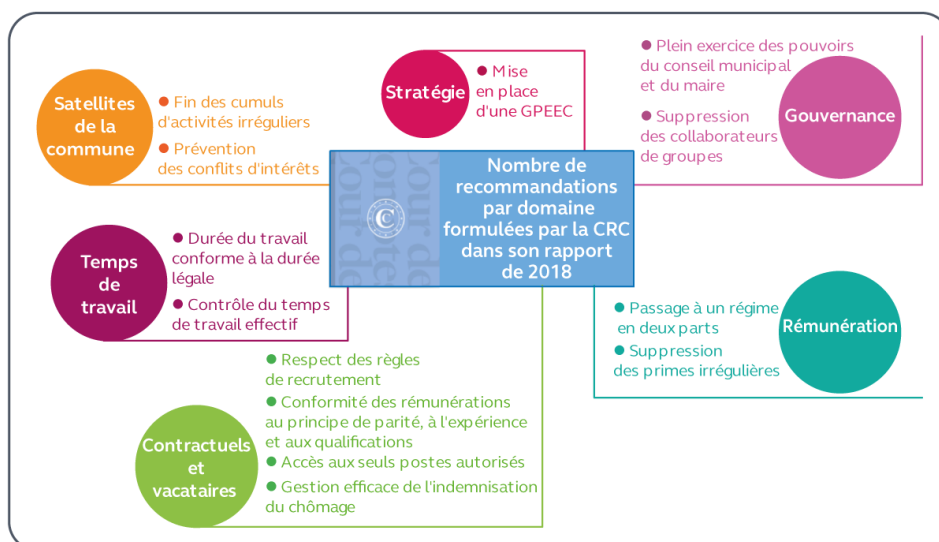 Satellites
de la
commune
● Fin des cumuls
d'activités irréguliers
● Prévention
des conflits d'intérêts
Stratégie
● Mise
en place
d'une GPEEC
● Plein exercice des pouvoirs
du conseil municipal
et du maire
● Suppression
des collaborateurs
de groupes
Gouvernance
Cour des
comptes
Nombre de
recommandations
par domaine
formulées par la CRC
dans son rapport
de 2018
Temps
de
travail
● Durée du travail
conforme à la durée
légale
● Contrôle du temps
de travail effectif
● Passage à un régime
en deux parts
● Suppression
des primes irrégulières
Rémunération
Contractuels
et
vacataires
● Respect des règles
de recrutement
● Conformité des rémunérations
au principe de parité, à l'expérience
et aux qualifications
● Accès aux seuls postes autorisés
● Gestion efficace de l'indemnisation
du chômage